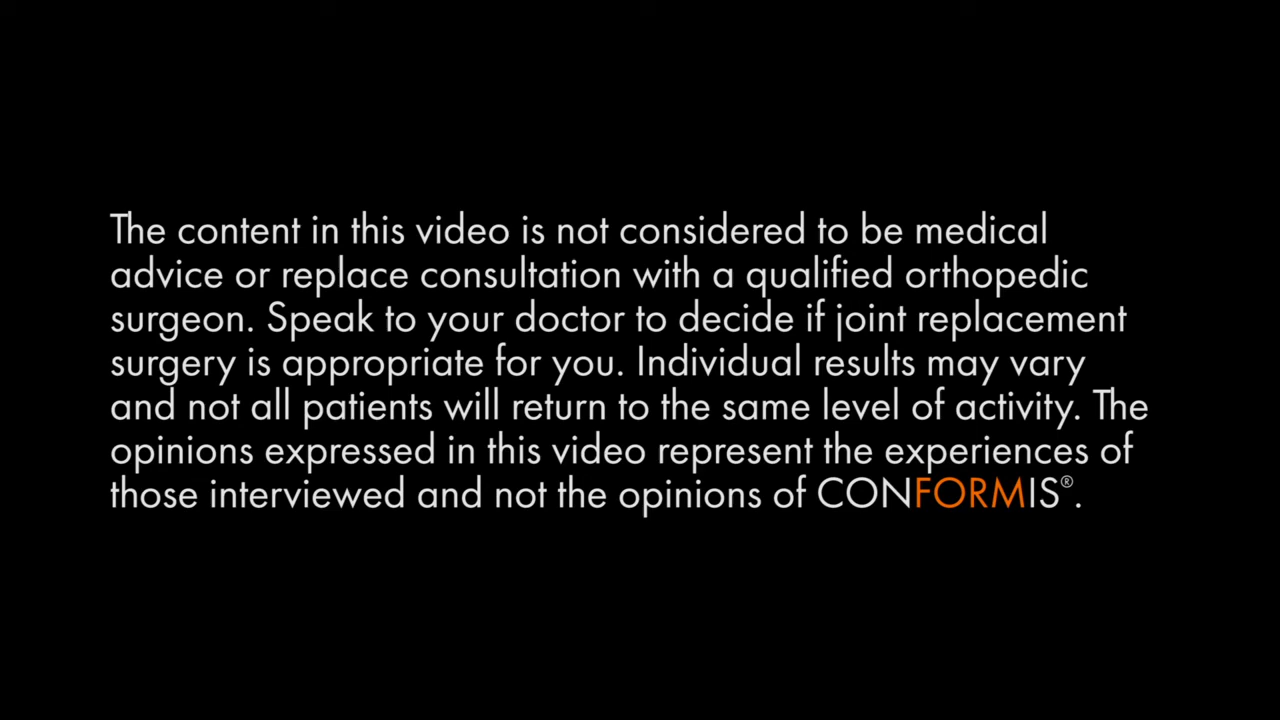 The content in this video is not considered to be medical
advice or replace consultation with a qualified orthopedic
surgeon. Speak to your doctor to decide if joint replacement
surgery is appropriate for you. Individual results may vary
and not all patients will return to the same level of activity. The
opinions expressed in this video represent the experiences of
those interviewed and not the opinions of CONFORMIS®.